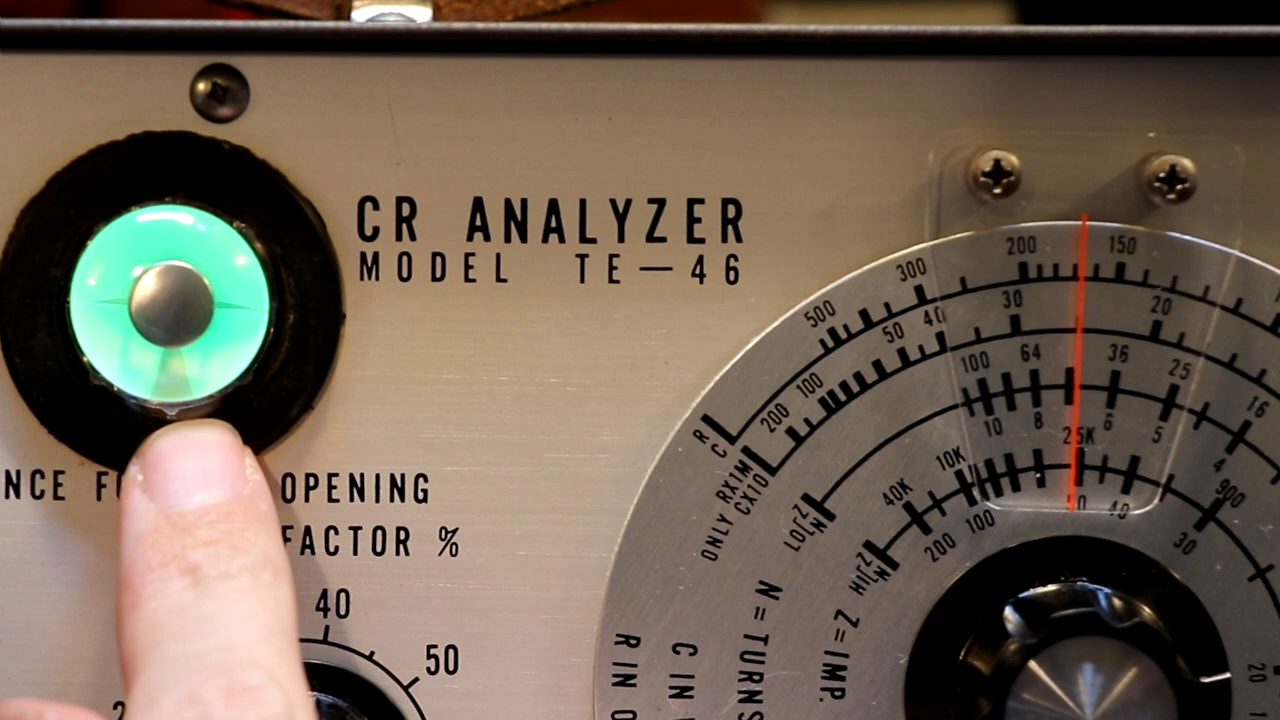 CR ANALYZER
MODEL TE—46
NCE F OPENING
FACTOR %
40
50
2
500 300 200 150
200 100 50 40 30 20
100 64 36 25 16
10 8 6 5 4
40K 10K 25K 900
200 100 50 40 30
R
C
ONLY RX1M
CX10
LO
N
Z
HI
N
Z
N=TURNS
Z=IMP.
C IN
R IN
20